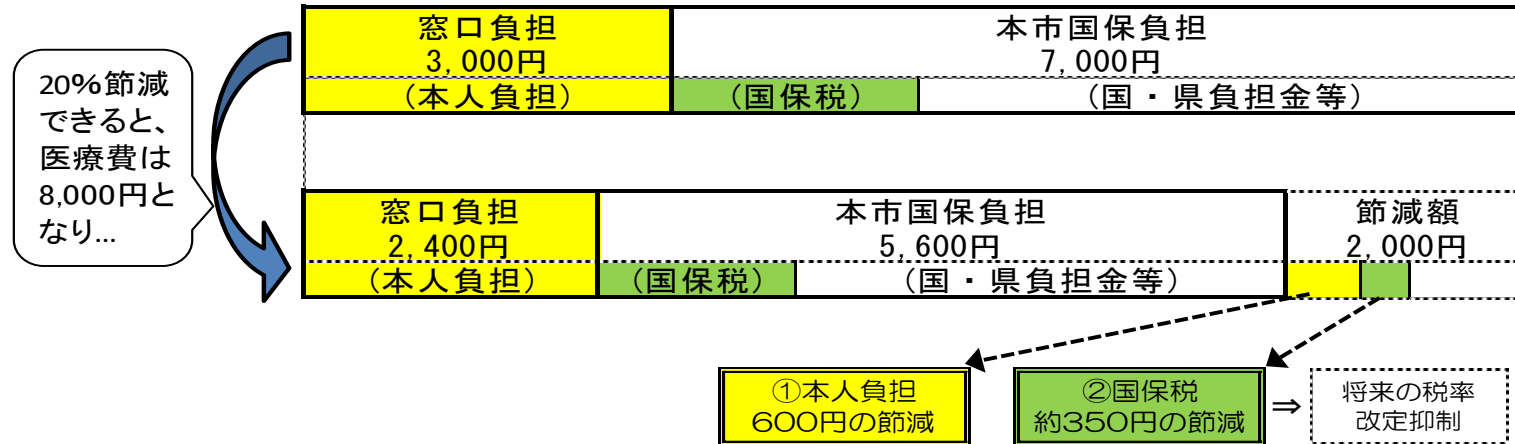 20%節減
できると、
医療費は
8,000円と
なり…
窓口負担
3,000円
(本人負担)
本市国保負担
7,000円
(国保税)
(国・県負担金等)
窓口負担
2,400円
(本人負担)
本市国保負担
5,600円
(国保税)
(国・県負担金等)
節減額
2,000円
①本人負担
600円の節減
②国保税
約350円の節減
⇒
将来の税率
改定抑制